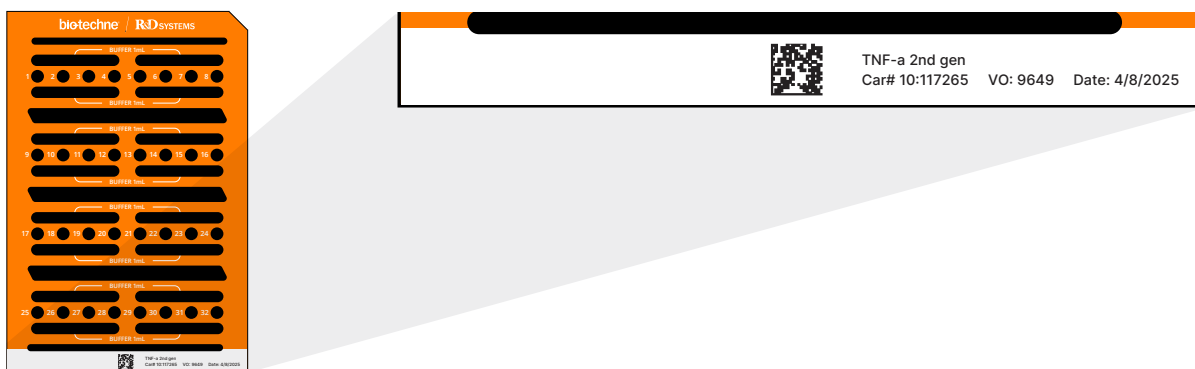 biotechne / R&D SYSTEMS
BUFFER 1mL
1 2 3 4 5 6 7 8
BUFFER 1mL
BUFFER 1mL
9 10 11 12 13 14 15 16
BUFFER 1mL
BUFFER 1mL
17 18 19 20 21 22 23 24
BUFFER 1mL
BUFFER 1mL
25 26 27 28 29 30 31 32
BUFFER 1mL
TNF-a 2nd gen
Car# 10:117265 VO: 9649 Date: 4/8/2025
TNF-a 2nd gen
Car# 10:117265 VO: 9649 Date: 4/8/2025